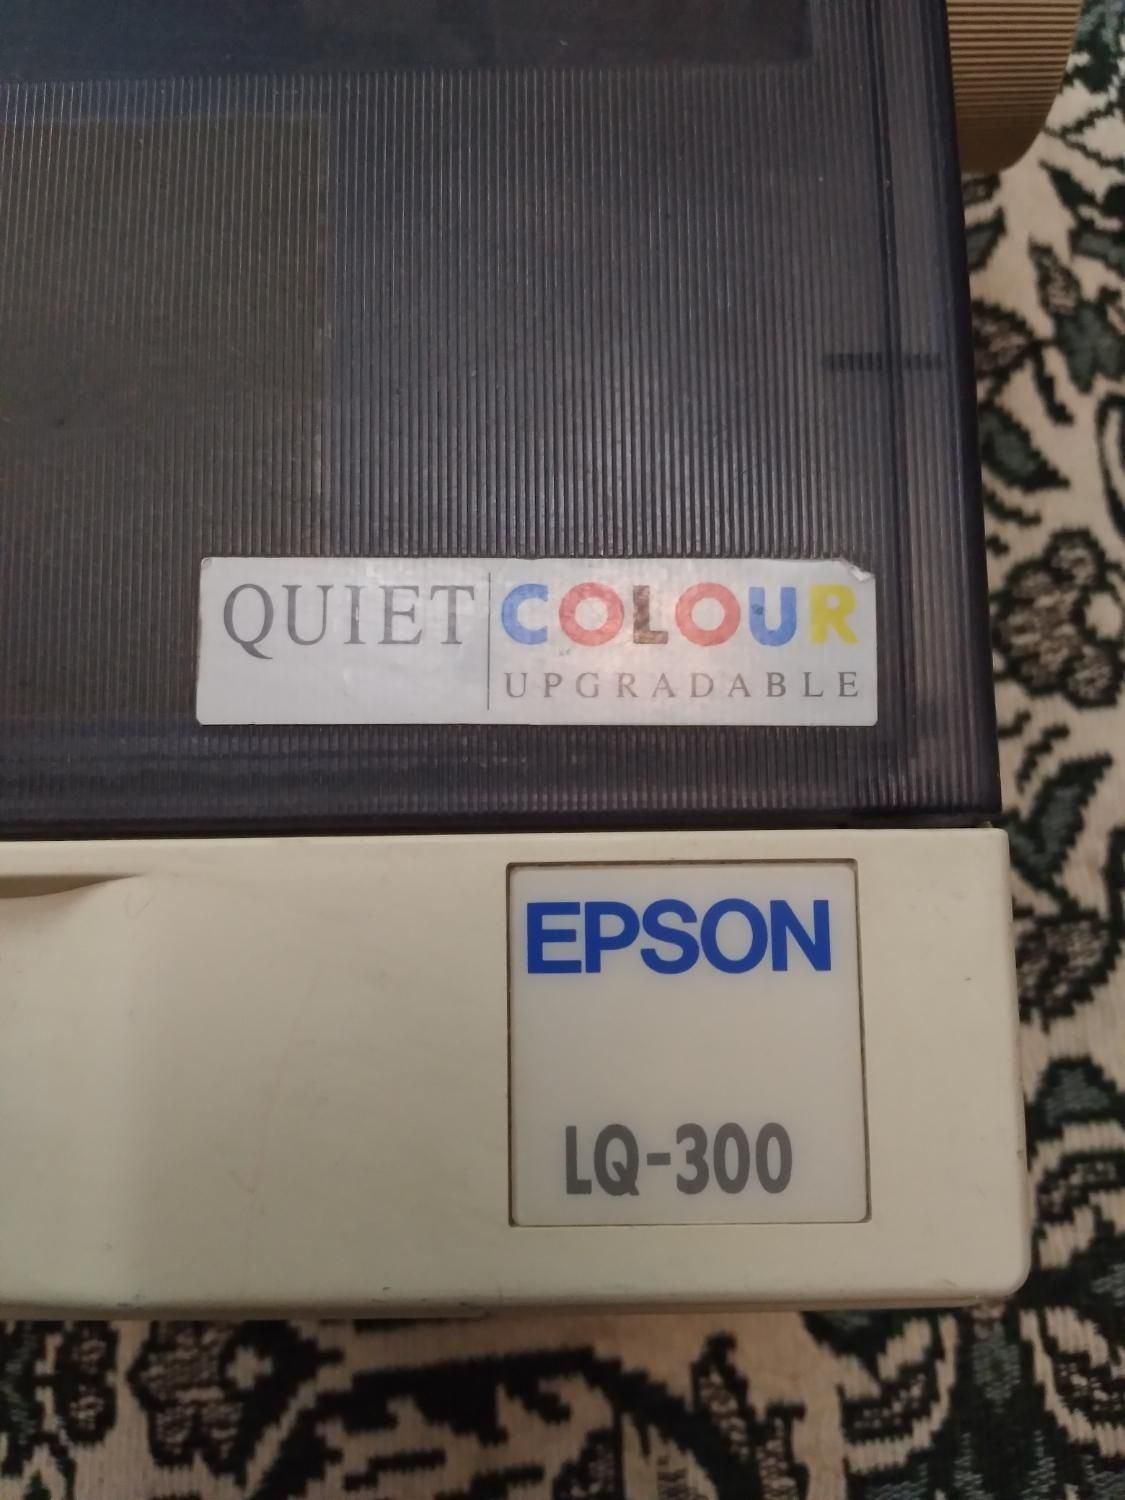 QUIET COLOUR
UPGRADABLE
EPSON
LQ-300